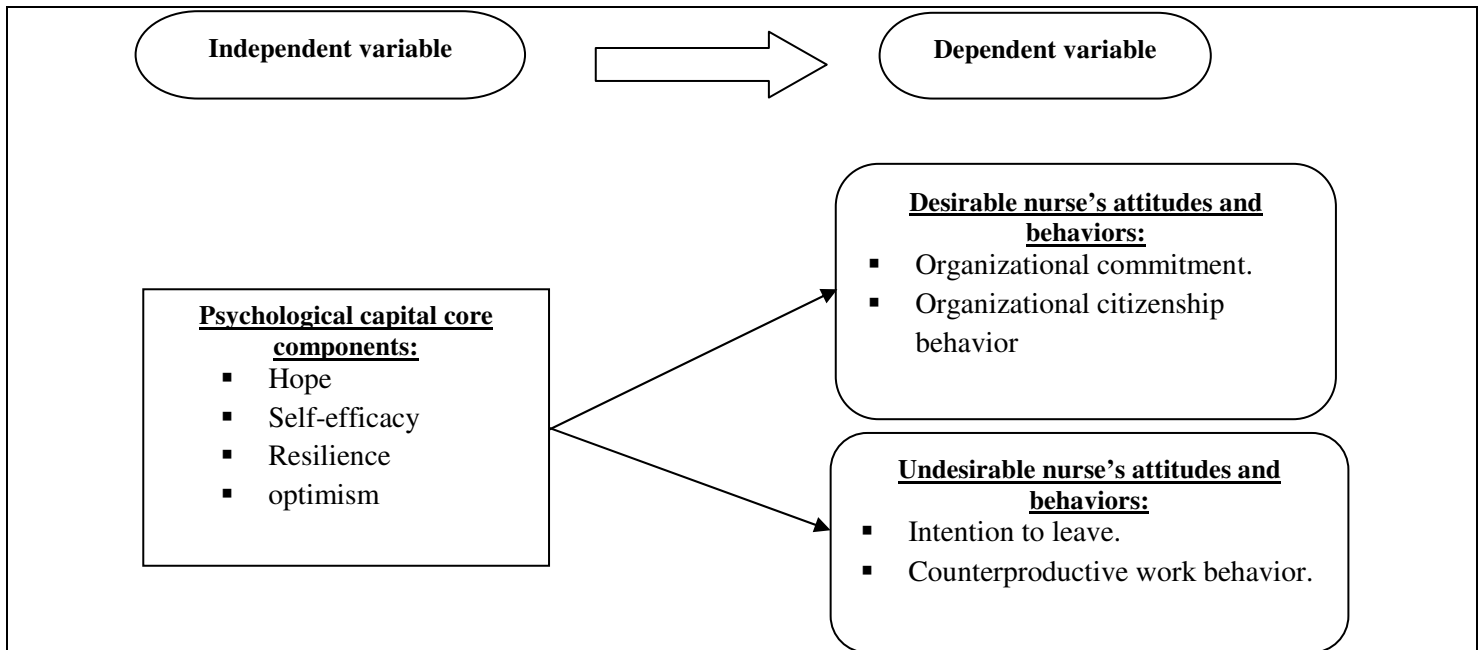 Independent variable
Dependent variable
Desirable nurse’s attitudes and
behaviors:
▪ Organizational commitment.
▪ Organizational citizenship
behavior
Psychological capital core
components:
▪ Hope
▪ Self-efficacy
▪ Resilience
▪ optimism
Undesirable nurse’s attitudes and
behaviors:
▪ Intention to leave.
▪ Counterproductive work behavior.